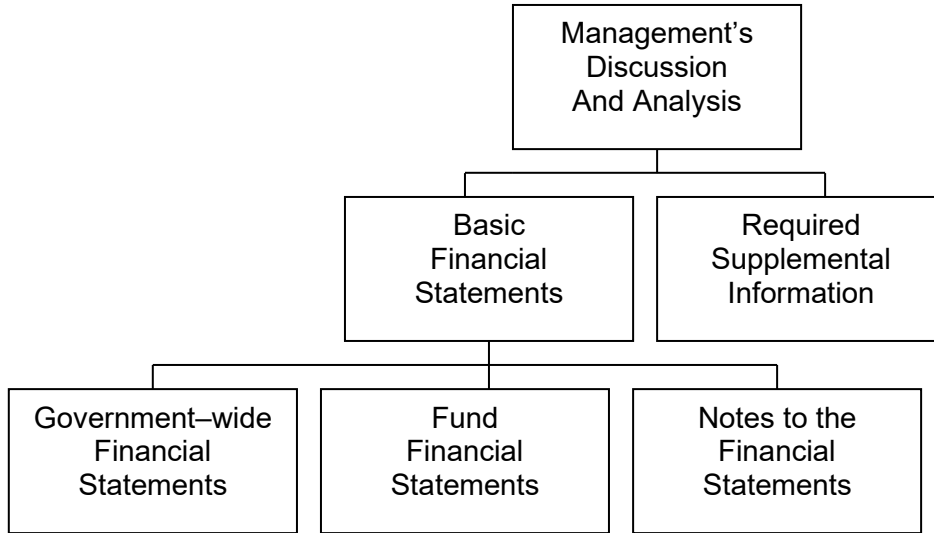 Management’s
Discussion
And Analysis
Basic
Financial
Statements
Required
Supplemental
Information
Government–wide
Financial
Statements
Fund
Financial
Statements
Notes to the
Financial
Statements